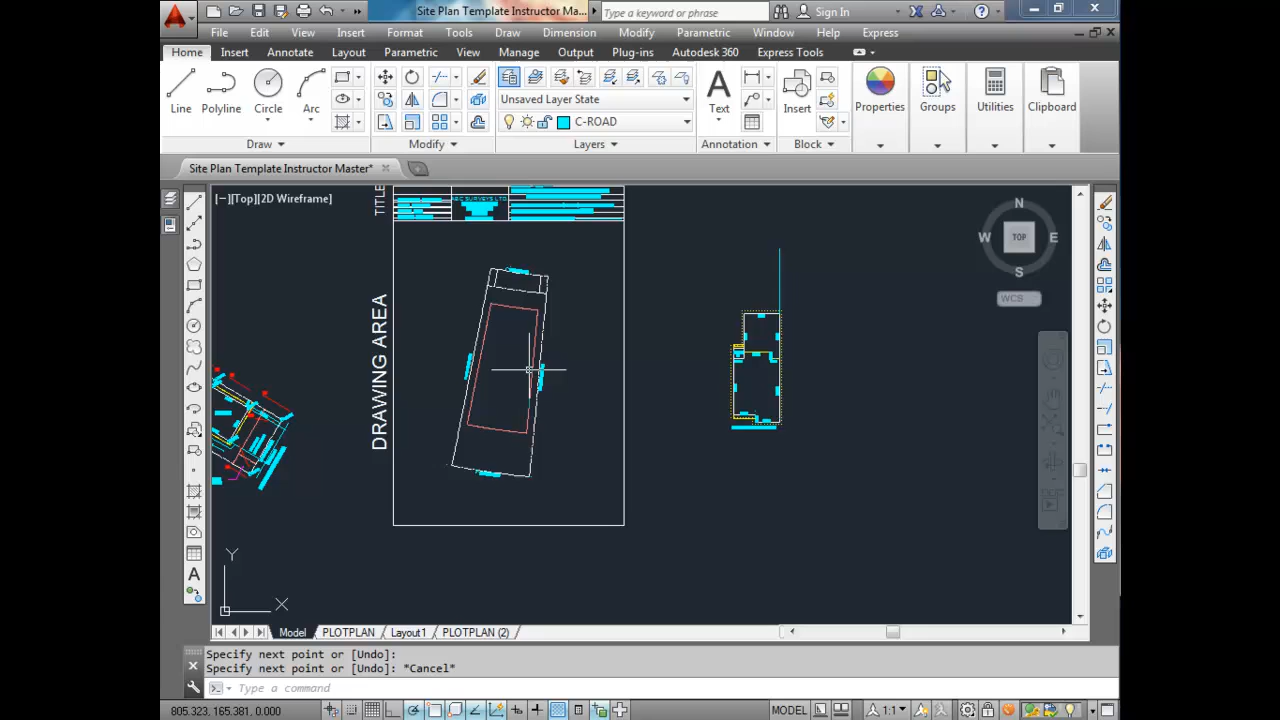 Site Plan Template Instructor Ma...
Type a keyword or phrase
Sign In
File Edit View Insert Format Tools Draw Dimension Modify Parametric Window Help Express
Home Insert Annotate Layout Parametric View Manage Output Plug-ins Autodesk 360 Express Tools
Line Polyline Circle Arc
Unsaved Layer State
C-ROAD
Text Insert Properties Groups Utilities Clipboard
Draw Modify Layers Annotation Block
Site Plan Template Instructor Master*
[−][Top][2D Wireframe]
TITLE
DRAWING AREA
N
W TOP E
S
WCS
Y
X
Model PLOTPLAN Layout1 PLOTPLAN (2)
Specify next point or [Undo]:
Specify next point or [Undo]: *Cancel*
Type a command
805.323, 165.381, 0.000 MODEL 1:1